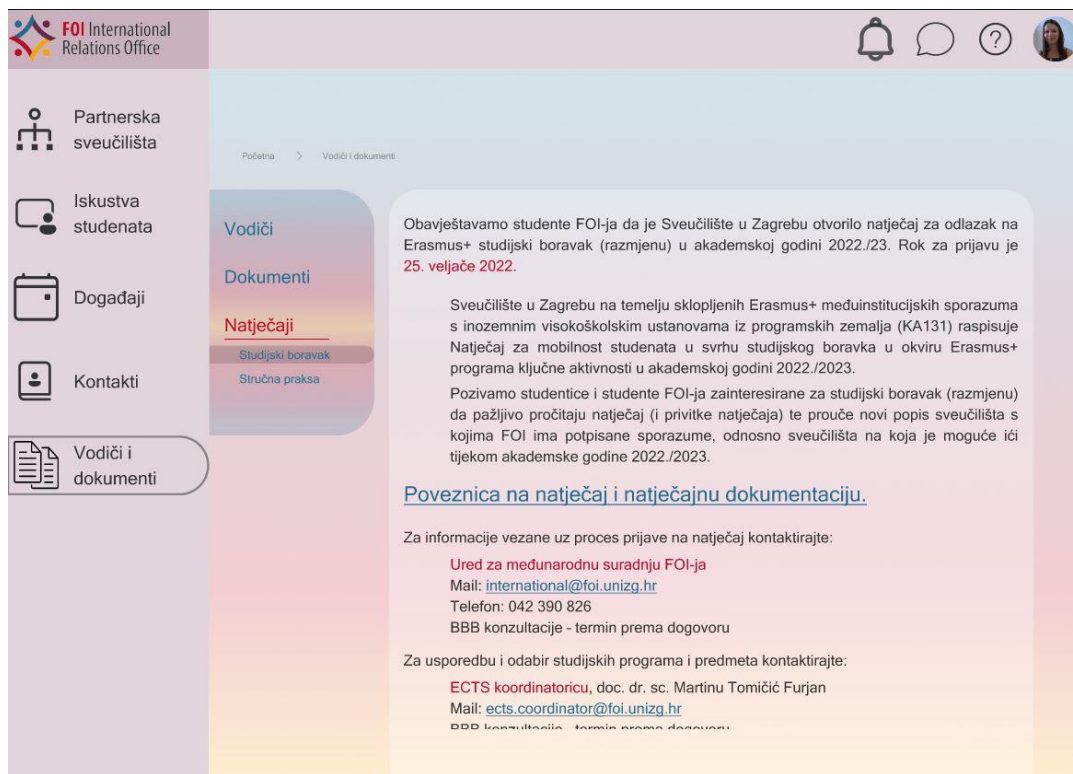 FOI International
Relations Office
Partnerska
sveučilišta
Iskustva
studenata
Događaji
Kontakti
Vodiči i
dokumenti
Početna > Vodiči i dokumenti
Vodiči
Dokumenti
Natječaji
Studijski boravak
Stručna praksa
Obavještavamo studente FOI-ja da je Sveučilište u Zagrebu otvorilo natječaj za odlazak na
Erasmus+ studijski boravak (razmjenu) u akademskoj godini 2022./23. Rok za prijavu je
25. veljače 2022.
Sveučilište u Zagrebu na temelju sklopljenih Erasmus+ međuinstitucijskih sporazuma
s inozemnim visokoškolskim ustanovama iz programskih zemalja (KA131) raspisuje
Natječaj za mobilnost studenata u svrhu studijskog boravka u okviru Erasmus+
programa ključne aktivnosti u akademskoj godini 2022./2023.
Pozivamo studentice i studente FOI-ja zainteresirane za studijski boravak (razmjenu)
da pažljivo pročitaju natječaj (i privitke natječaja) te prouče novi popis sveučilišta s
kojima FOI ima potpisane sporazume, odnosno sveučilišta na koja je moguće ići
tijekom akademske godine 2022./2023.
Poveznica na natječaj i natječajnu dokumentaciju.
Za informacije vezane uz proces prijave na natječaj kontaktirajte:
Ured za međunarodnu suradnju FOI-ja
Mail: international@foi.unizg.hr
Telefon: 042 390 826
BBB konzultacije - termin prema dogovoru
Za usporedbu i odabir studijskih programa i predmeta kontaktirajte:
ECTS koordinatoricu, doc. dr. sc. Martinu Tomičić Furjan
Mail: ects.coordinator@foi.unizg.hr
BBB konzultacije - termin prema dogovoru